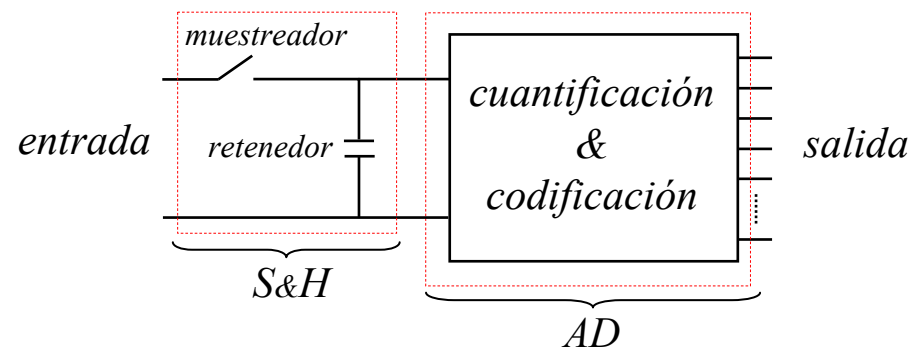 muestreador
entrada
retenedor
cuantificación
&
codificación
salida
S&H
AD